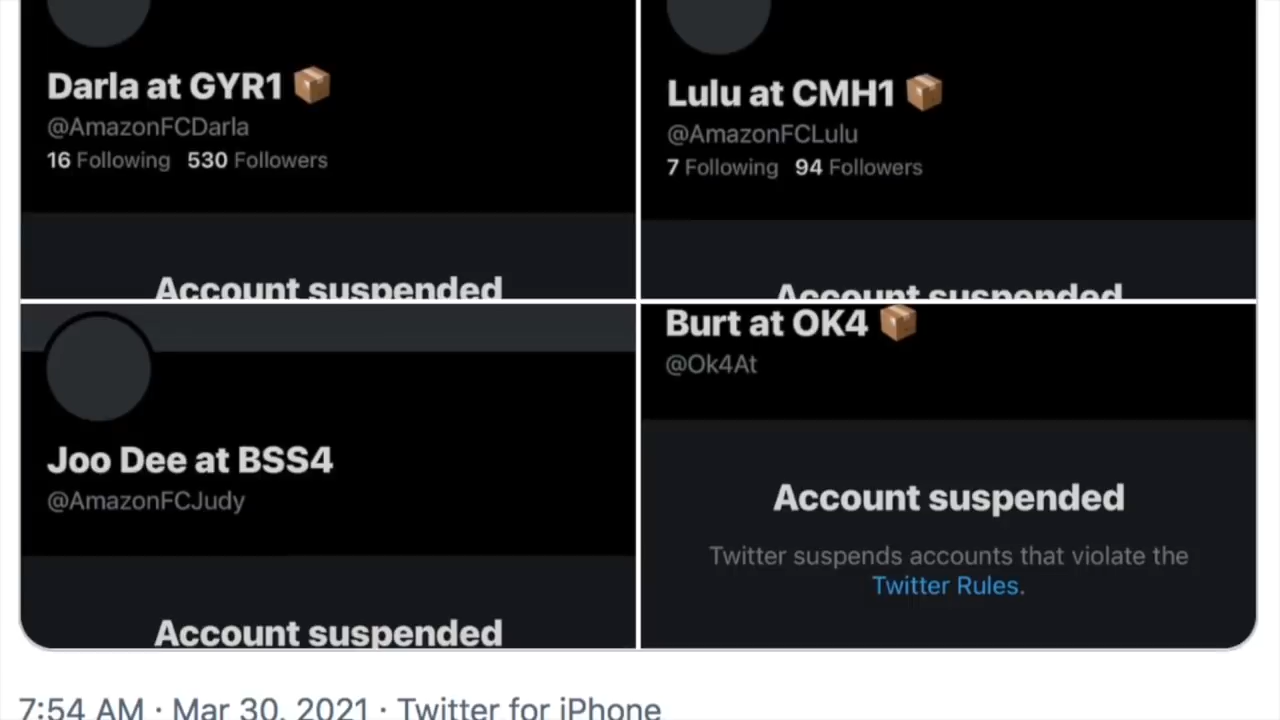 Darla at GYR1 📦
@AmazonFCDarla
16 Following 530 Followers
Account suspended
Lulu at CMH1 📦
@AmazonFCLulu
7 Following 94 Followers
Account suspended
Joo Dee at BSS4
@AmazonFCJudy
Account suspended
Burt at OK4 📦
@Ok4At
Account suspended
Twitter suspends accounts that violate the
Twitter Rules.
7:54 AM · Mar 30, 2021 · Twitter for iPhone